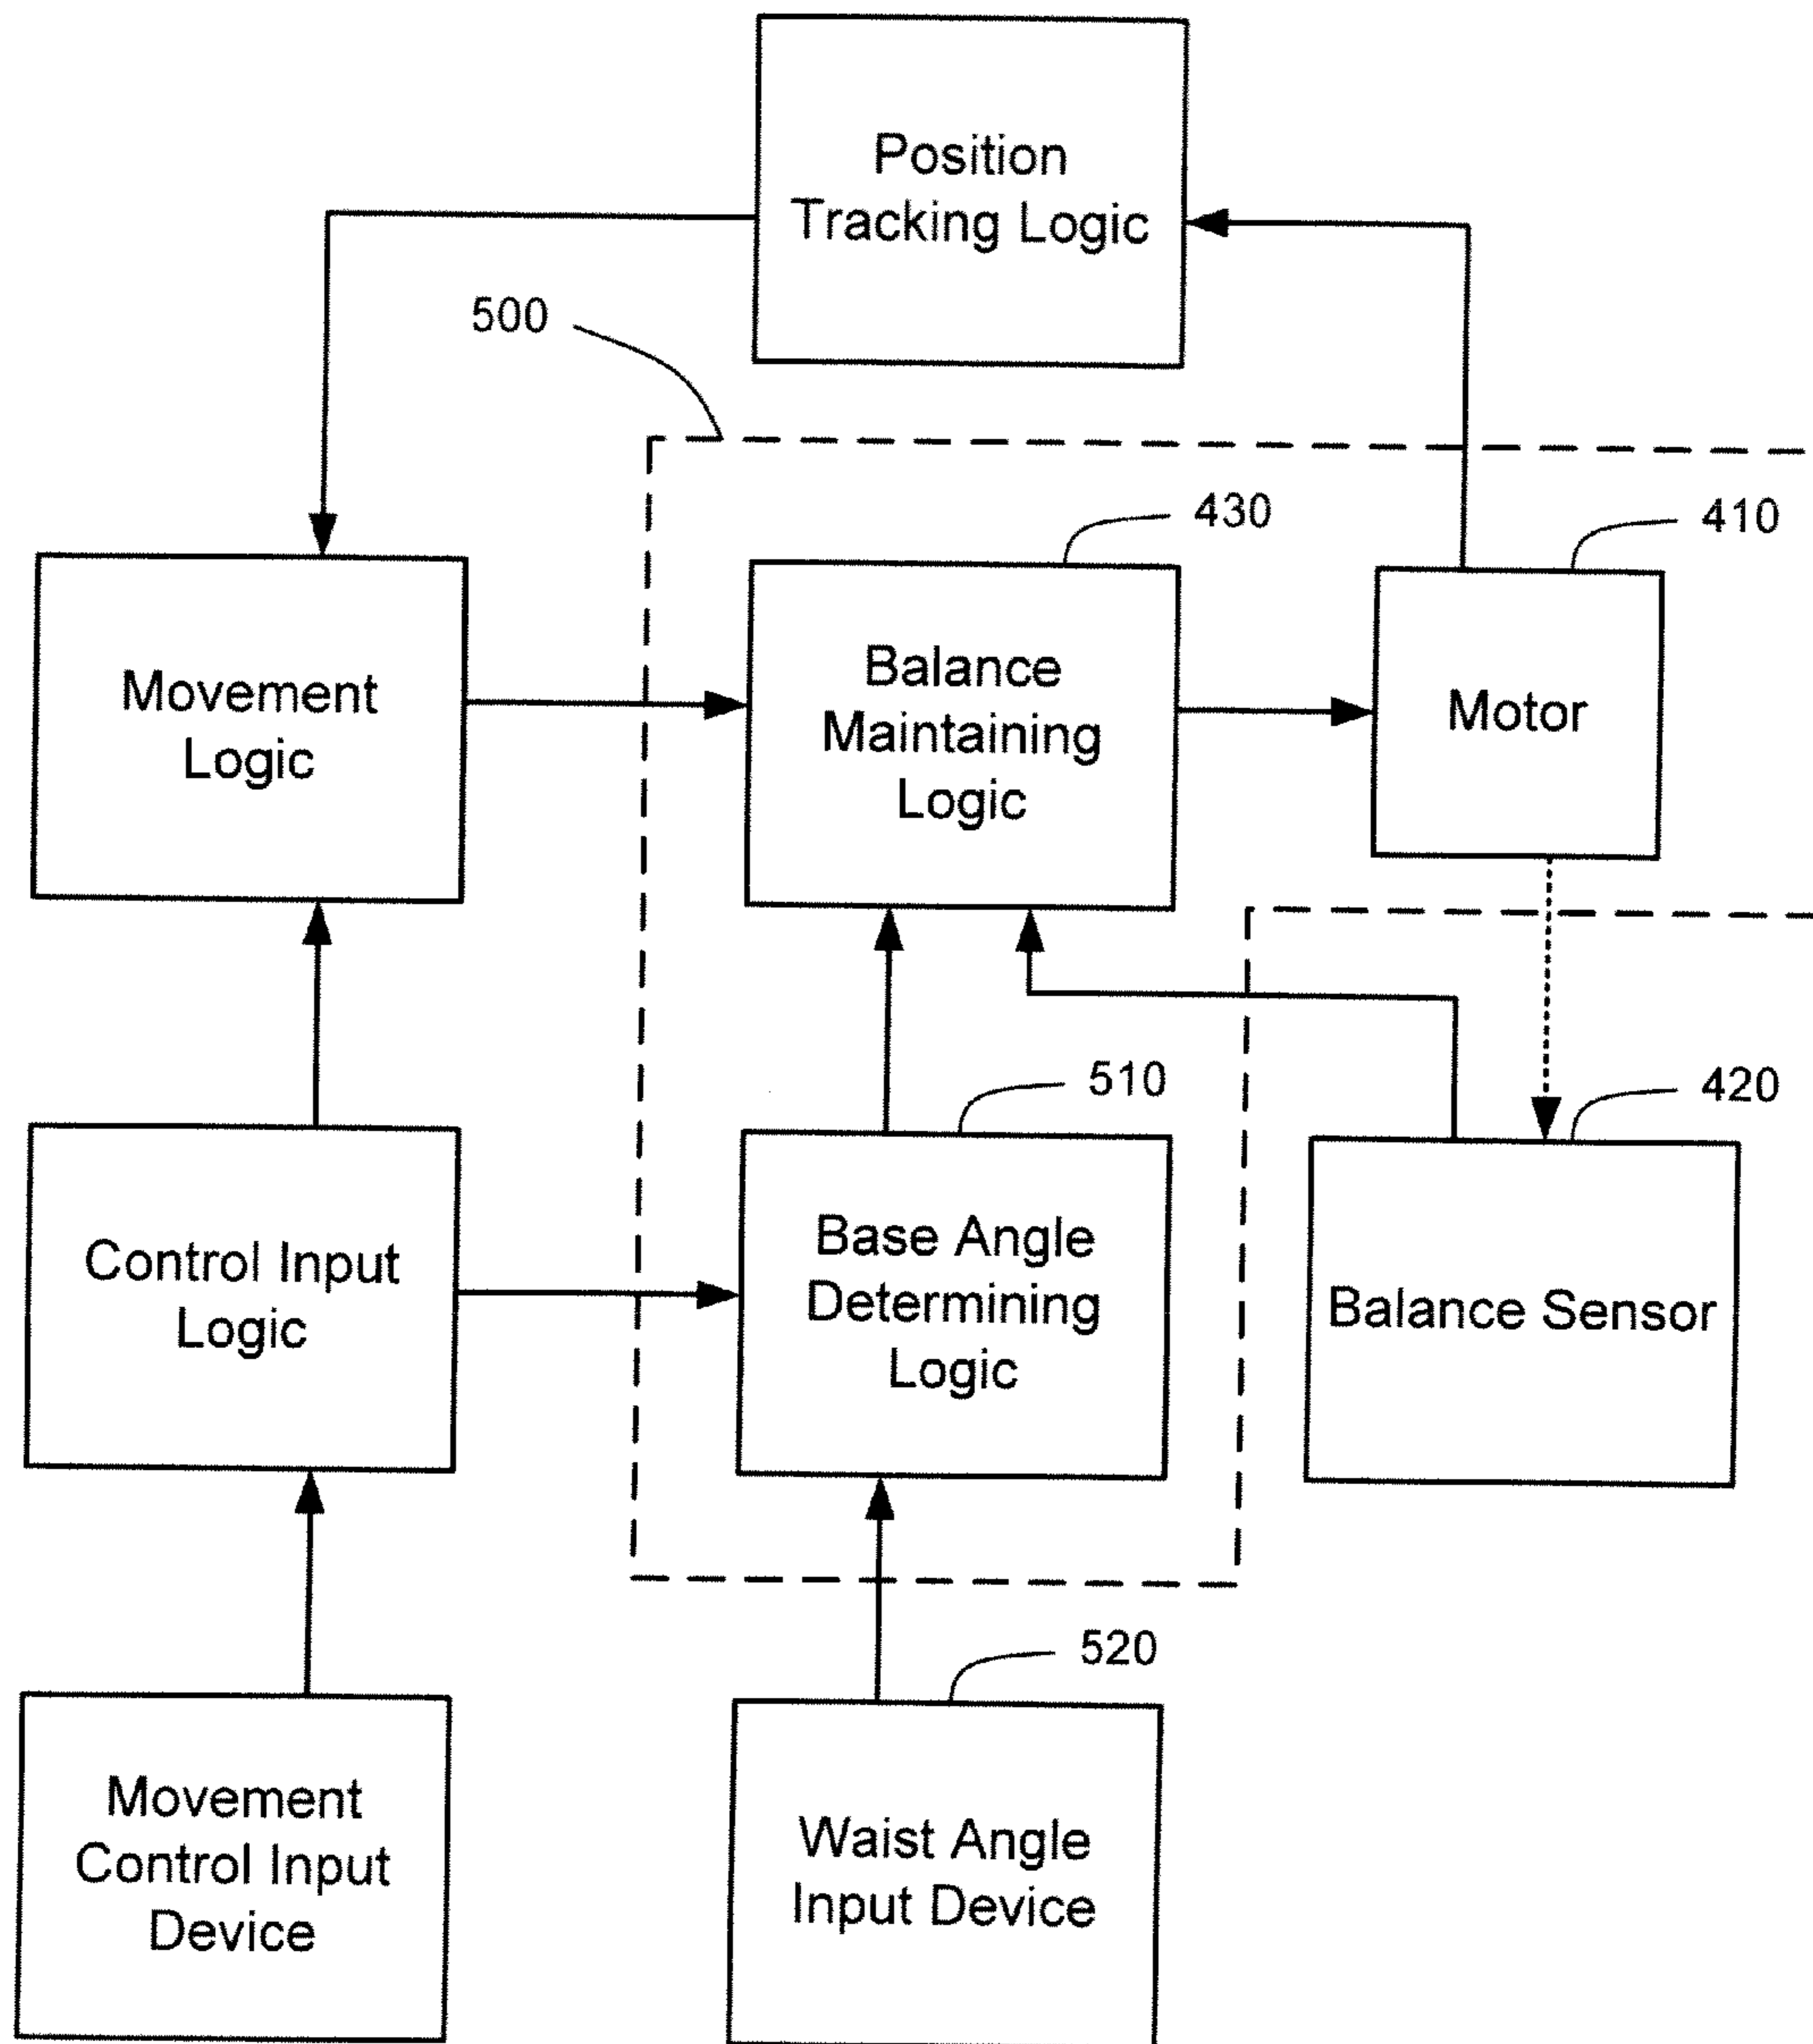 Position
Tracking Logic
500
430
410
Movement
Logic
Balance
Maintaining
Logic
Motor
510
420
Control Input
Logic
Base Angle
Determining
Logic
Balance Sensor
520
Movement
Control Input
Device
Waist Angle
Input Device